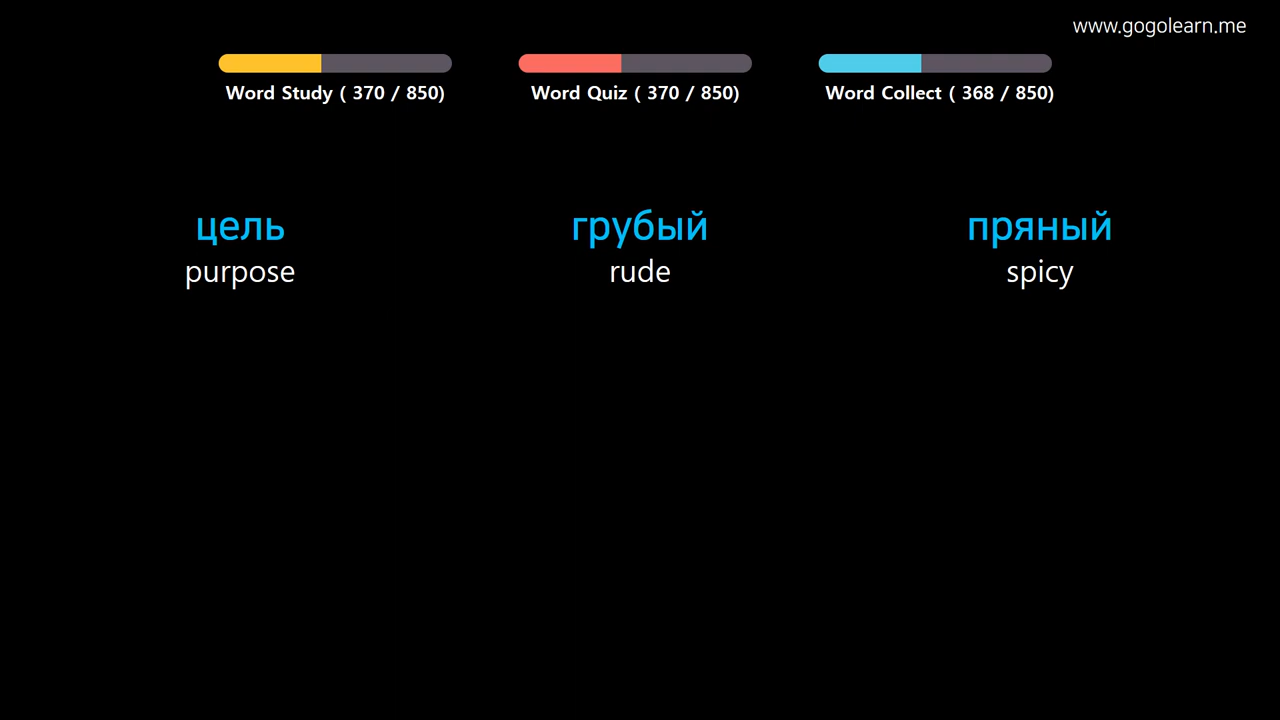 www.gogolearn.me
Word Study ( 370 / 850)
Word Quiz ( 370 / 850)
Word Collect ( 368 / 850)
цель
purpose
грубый
rude
пряный
spicy